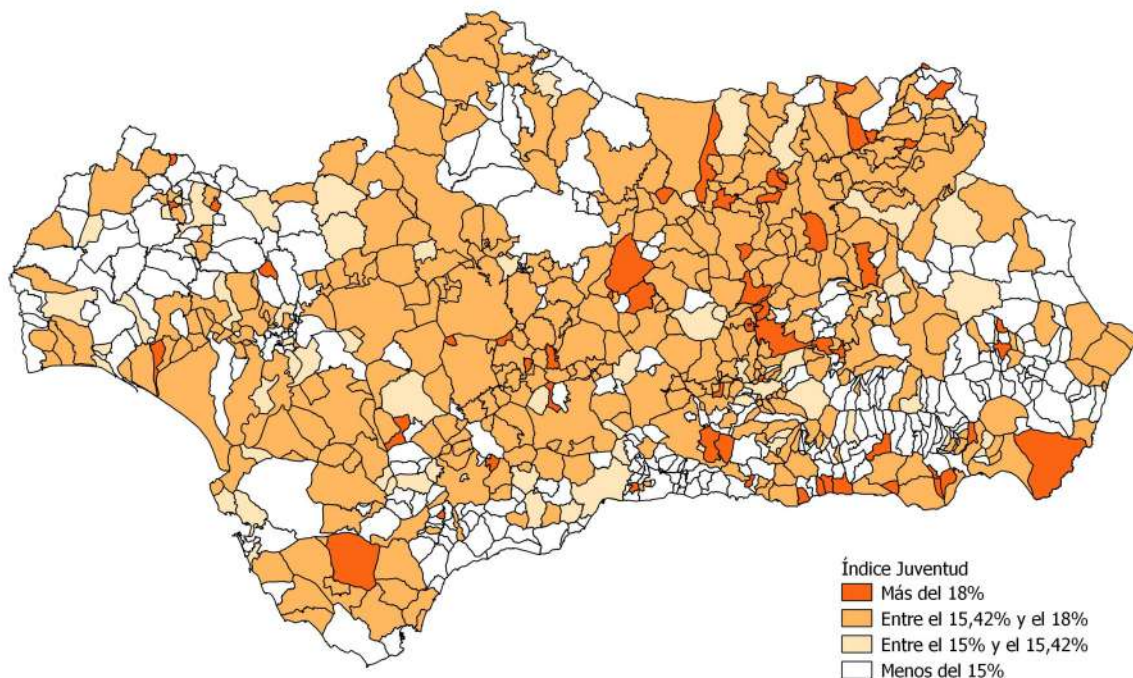 Índice Juventud
Más del 18%
Entre el 15,42% y el 18%
Entre el 15% y el 15,42%
Menos del 15%